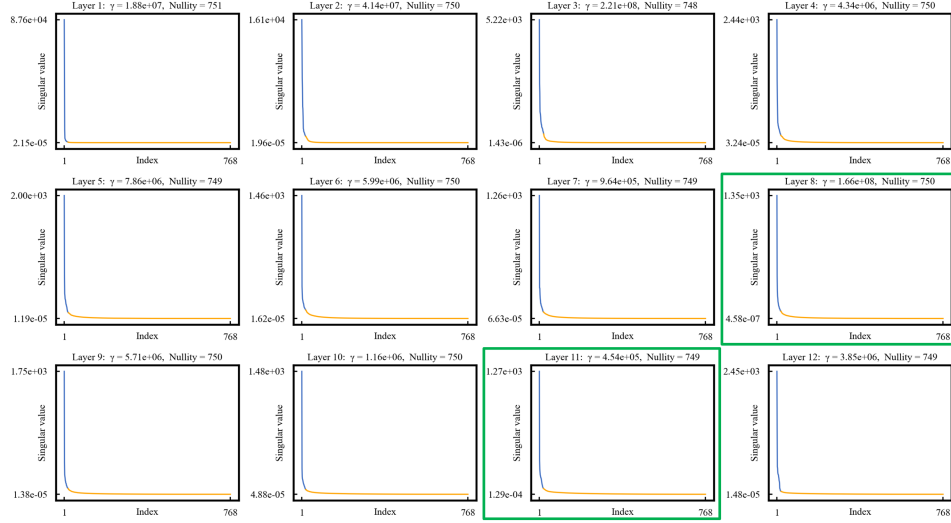 Layer 1: γ = 1.88e+07, Nullity = 751
8.76e+04
Singular value
2.15e-05
1
Index
768
Layer 2: γ = 4.14e+07, Nullity = 750
1.61e+04
Singular value
1.96e-05
1
Index
768
Layer 3: γ = 2.21e+08, Nullity = 748
5.22e+03
Singular value
1.43e-06
1
Index
768
Layer 4: γ = 4.34e+06, Nullity = 750
2.44e+03
Singular value
3.24e-05
1
Index
768
Layer 5: γ = 7.86e+06, Nullity = 749
2.00e+03
Singular value
1.19e-05
1
Index
768
Layer 6: γ = 5.99e+06, Nullity = 750
1.46e+03
Singular value
1.62e-05
1
Index
768
Layer 7: γ = 9.64e+05, Nullity = 749
1.26e+03
Singular value
6.63e-05
1
Index
768
Layer 8: γ = 1.66e+08, Nullity = 750
1.35e+03
Singular value
4.58e-07
1
Index
768
Layer 9: γ = 5.71e+06, Nullity = 750
1.75e+03
Singular value
1.38e-05
1
Index
768
Layer 10: γ = 1.16e+06, Nullity = 750
1.48e+03
Singular value
4.88e-05
1
Index
768
Layer 11: γ = 4.54e+05, Nullity = 749
1.27e+03
Singular value
1.29e-04
1
Index
768
Layer 12: γ = 3.85e+06, Nullity = 749
2.45e+03
Singular value
1.48e-05
1
Index
768